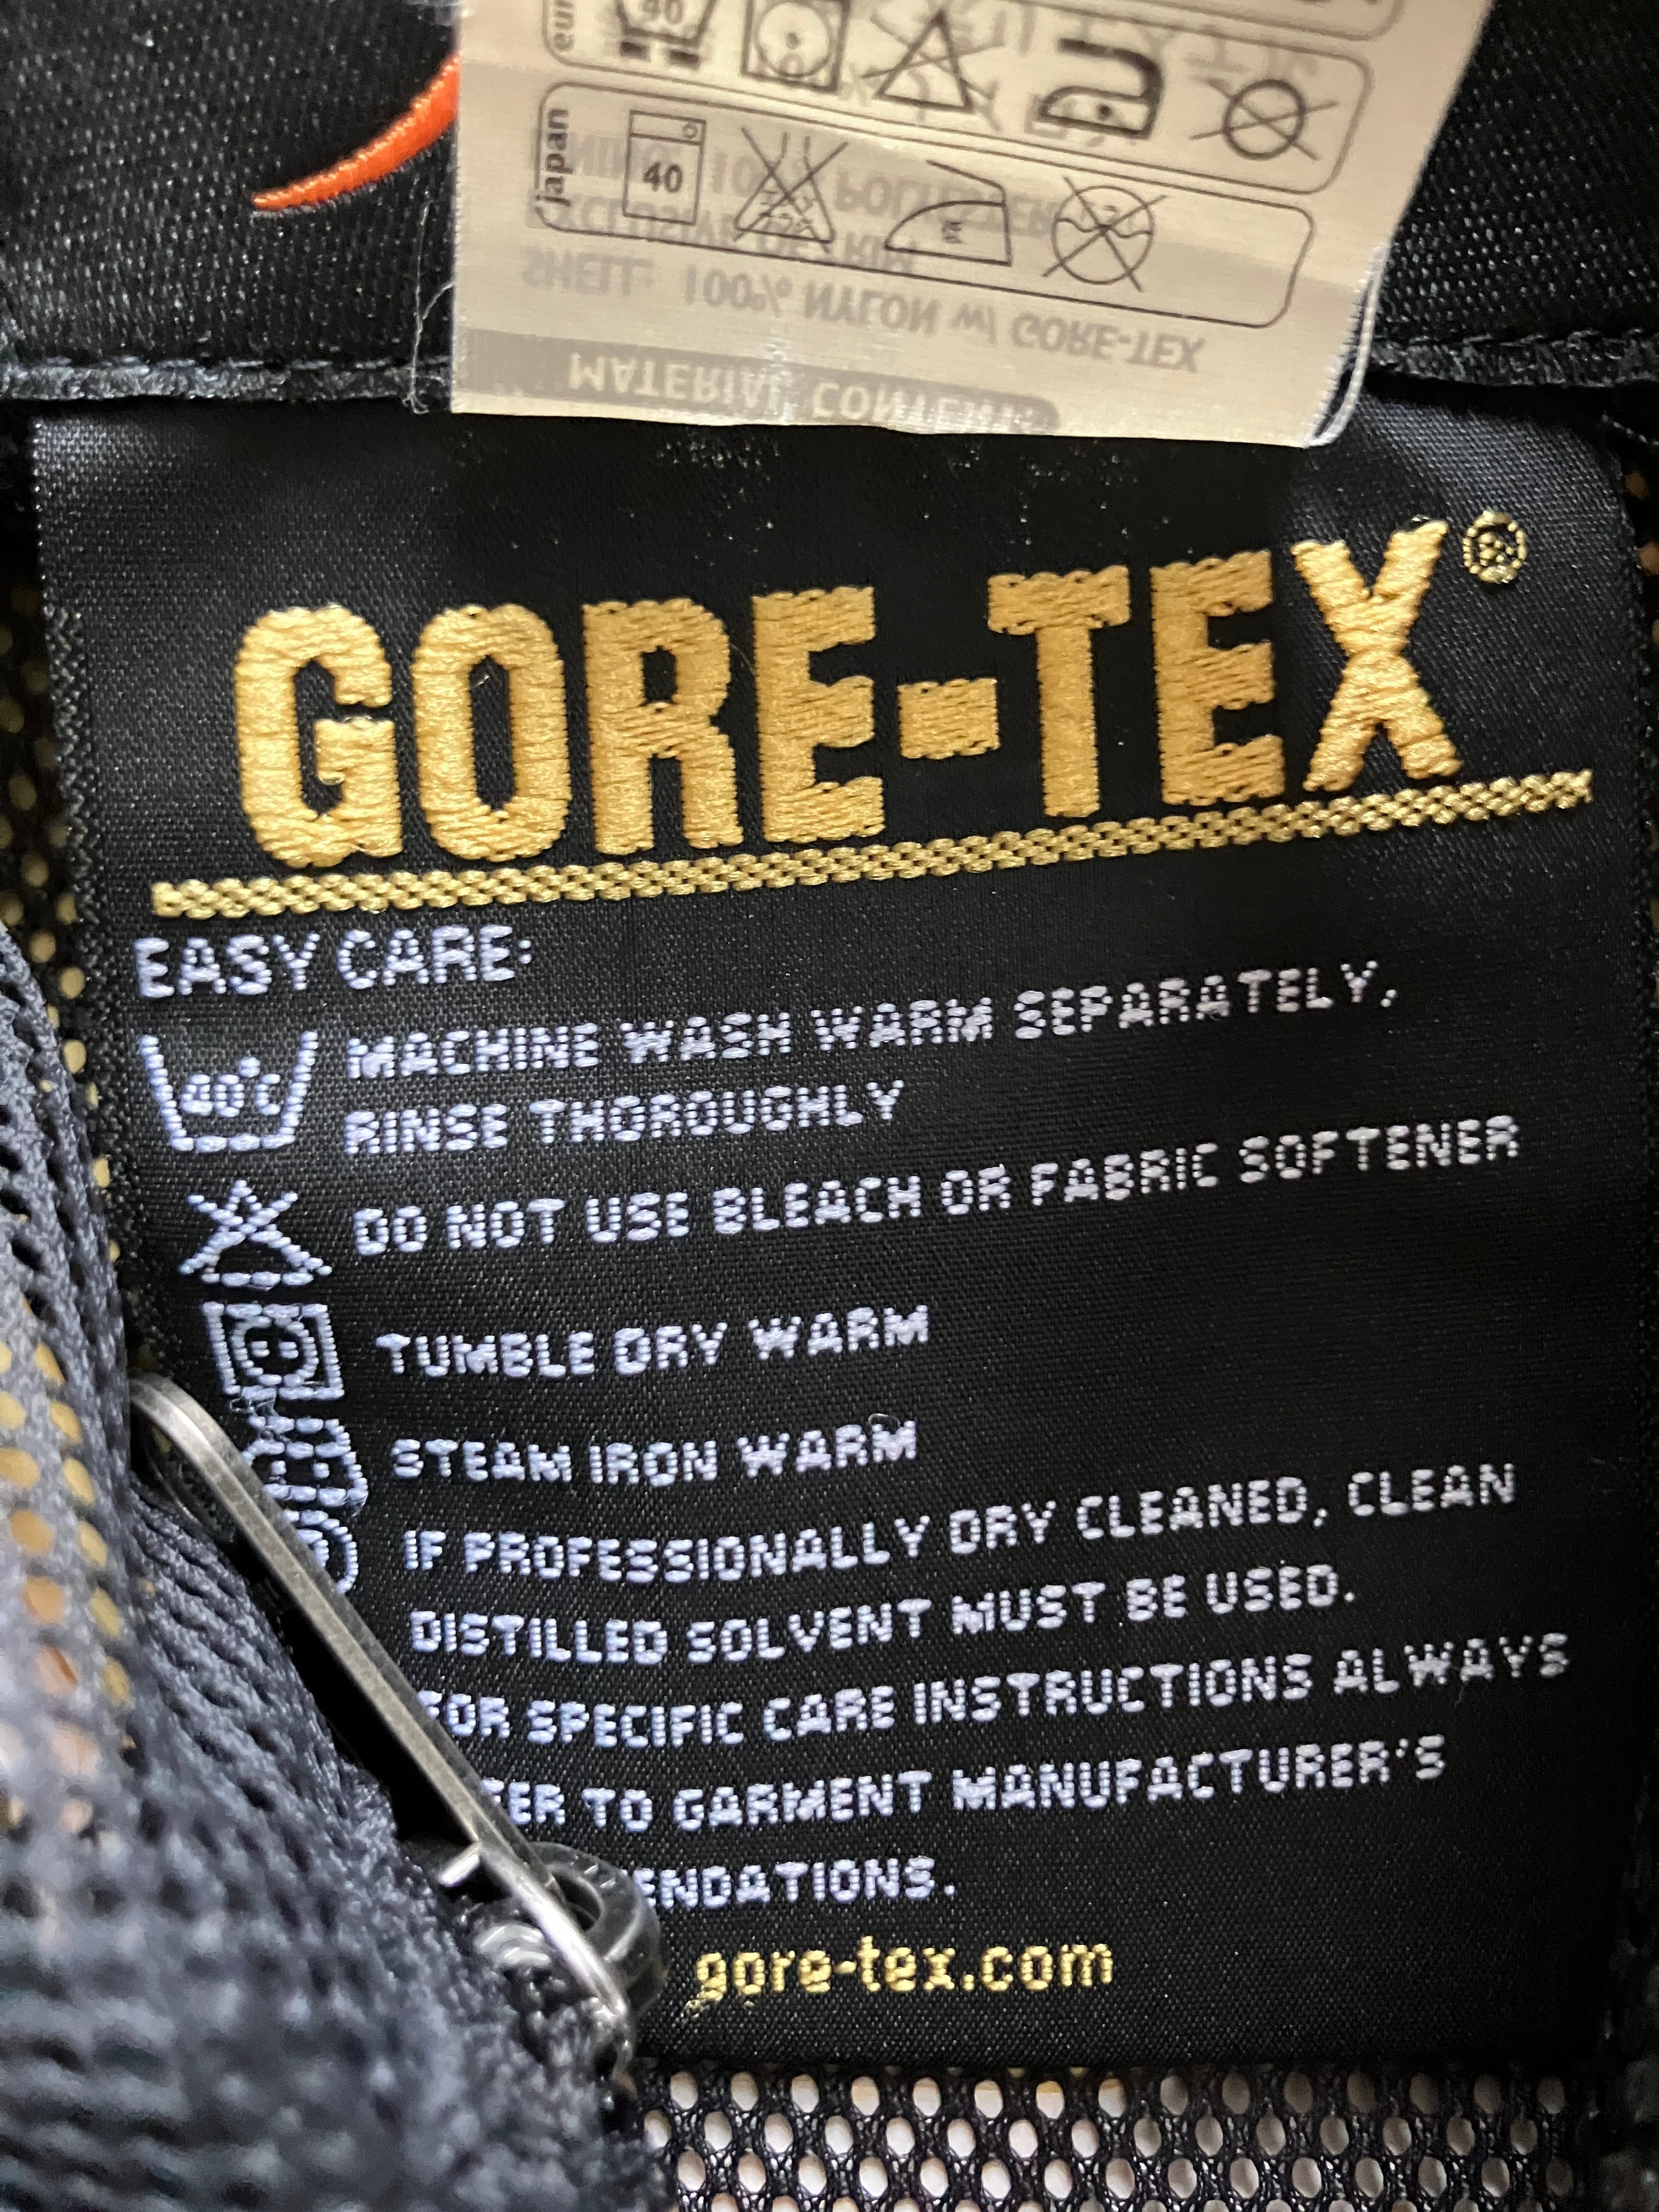 40
japan
40
GORE-TEX®
EASY CARE:
40°C MACHINE WASH WARM SEPARATELY,
RINSE THOROUGHLY
DO NOT USE BLEACH OR FABRIC SOFTENER
TUMBLE DRY WARM
STEAM IRON WARM
IF PROFESSIONALLY DRY CLEANED, CLEAN
DISTILLED SOLVENT MUST BE USED.
FOR SPECIFIC CARE INSTRUCTIONS ALWAYS
TO GARMENT MANUFACTURER'S
gore-tex.com
SHELL: 100% NYLON w/ GORE-TEX
MATERIAL CONTENT: